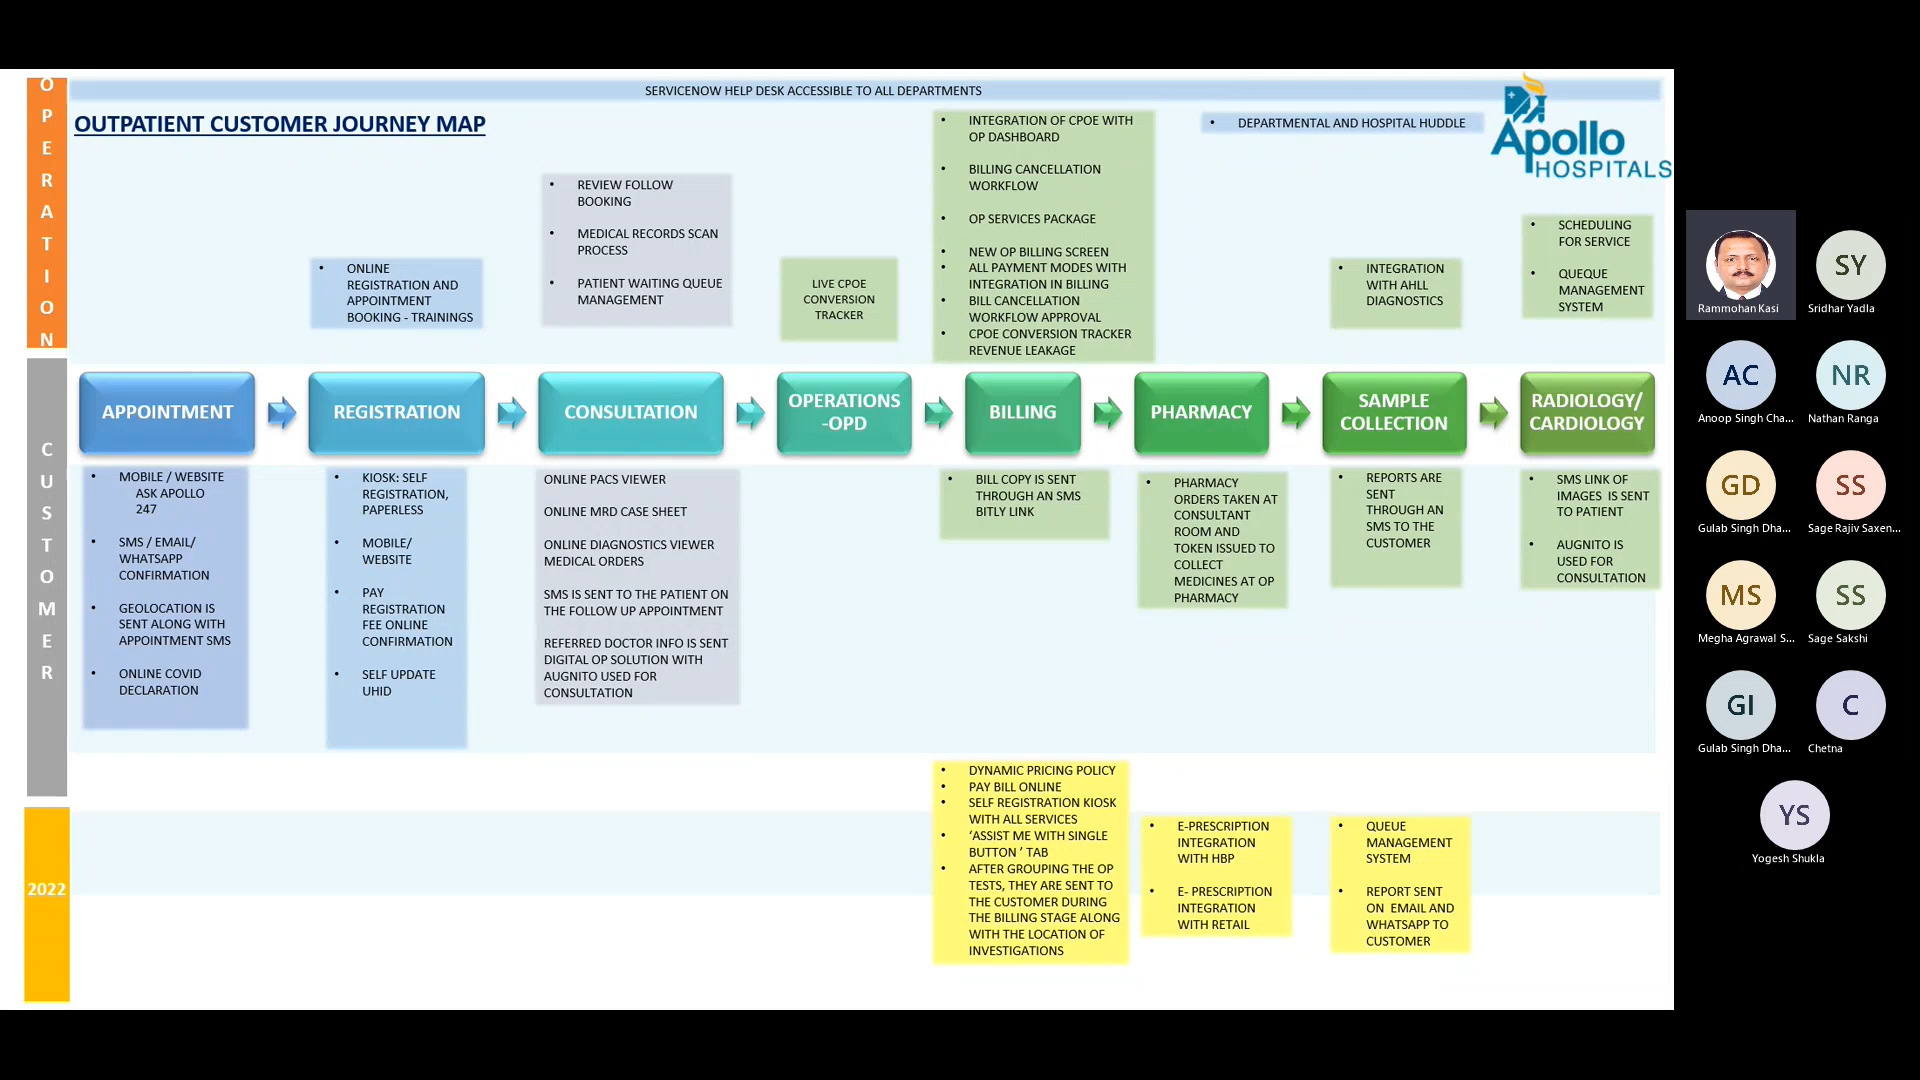 SERVICENOW HELP DESK ACCESSIBLE TO ALL DEPARTMENTS
OPERATION
OUTPATIENT CUSTOMER JOURNEY MAP
• DEPARTMENTAL AND HOSPITAL HUDDLE
Apollo
HOSPITALS
• ONLINE
REGISTRATION AND
APPOINTMENT
BOOKING - TRAININGS
• REVIEW FOLLOW
BOOKING
• MEDICAL RECORDS SCAN
PROCESS
• PATIENT WAITING QUEUE
MANAGEMENT
LIVE CPOE
CONVERSION
TRACKER
• INTEGRATION OF CPOE WITH
OP DASHBOARD
• BILLING CANCELLATION
WORKFLOW
• OP SERVICES PACKAGE
• NEW OP BILLING SCREEN
ALL PAYMENT MODES WITH
INTEGRATION IN BILLING
• BILL CANCELLATION
WORKFLOW APPROVAL
• CPOE CONVERSION TRACKER
REVENUE LEAKAGE
• INTEGRATION
WITH AHLL
DIAGNOSTICS
• SCHEDULING
FOR SERVICE
• QUEQUE
MANAGEMENT
SYSTEM
CUSTOMER
APPOINTMENT
REGISTRATION
CONSULTATION
OPERATIONS
-OPD
BILLING
PHARMACY
SAMPLE
COLLECTION
RADIOLOGY/
CARDIOLOGY
• MOBILE / WEBSITE
ASK APOLLO
247
• SMS / EMAIL/
WHATSAPP
CONFIRMATION
• GEOLOCATION IS
SENT ALONG WITH
APPOINTMENT SMS
• ONLINE COVID
DECLARATION
• KIOSK: SELF
REGISTRATION,
PAPERLESS
• MOBILE/
WEBSITE
• PAY
REGISTRATION
FEE ONLINE
CONFIRMATION
• SELF UPDATE
UHID
ONLINE PACS VIEWER
ONLINE MRD CASE SHEET
ONLINE DIAGNOSTICS VIEWER
MEDICAL ORDERS
SMS IS SENT TO THE PATIENT ON
THE FOLLOW UP APPOINTMENT
REFERRED DOCTOR INFO IS SENT
DIGITAL OP SOLUTION WITH
AUGNITO USED FOR
CONSULTATION
• BILL COPY IS SENT
THROUGH AN SMS
BITLY LINK
• PHARMACY
ORDERS TAKEN AT
CONSULTANT
ROOM AND
TOKEN ISSUED TO
COLLECT
MEDICINES AT OP
PHARMACY
• REPORTS ARE
SENT
THROUGH AN
SMS TO THE
CUSTOMER
• SMS LINK OF
IMAGES IS SENT
TO PATIENT
• AUGNITO IS
USED FOR
CONSULTATION
2022
• DYNAMIC PRICING POLICY
• PAY BILL ONLINE
• SELF REGISTRATION KIOSK
WITH ALL SERVICES
• ‘ASSIST ME WITH SINGLE
BUTTON ’ TAB
• AFTER GROUPING THE OP
TESTS, THEY ARE SENT TO
THE CUSTOMER DURING
THE BILLING STAGE ALONG
WITH THE LOCATION OF
INVESTIGATIONS
• E-PRESCRIPTION
INTEGRATION
WITH HBP
• E- PRESCRIPTION
INTEGRATION
WITH RETAIL
• QUEUE
MANAGEMENT
SYSTEM
• REPORT SENT
ON EMAIL AND
WHATSAPP TO
CUSTOMER
Rammohan Kasi
SY
Sridhar Yadla
AC
Anoop Singh Cha...
NR
Nathan Ranga
GD
Gulab Singh Dha...
SS
Sage Rajiv Saxen...
MS
Megha Agrawal S...
SS
Sage Sakshi
GI
Gulab Singh Dha...
C
Chetna
YS
Yogesh Shukla